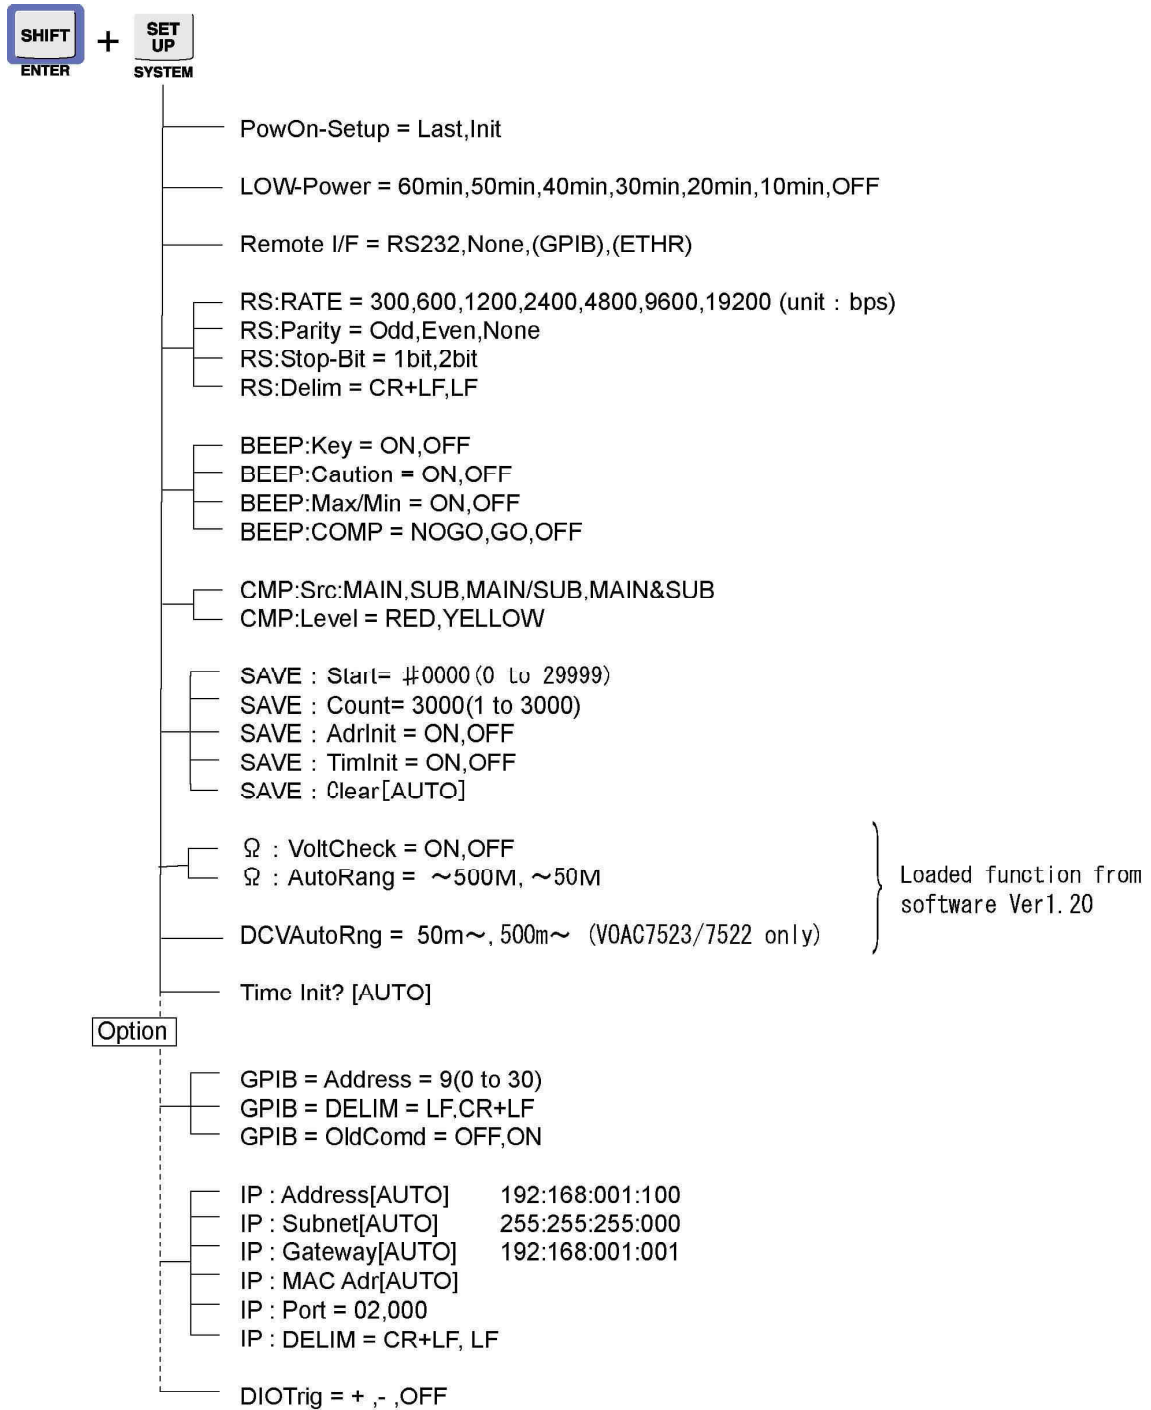 SHIFT + SET UP
ENTER SYSTEM
PowOn-Setup = Last,Init
LOW-Power = 60min,50min,40min,30min,20min,10min,OFF
Remote I/F = RS232,None,(GPIB),(ETHR)
RS:RATE = 300,600,1200,2400,4800,9600,19200 (unit : bps)
RS:Parity = Odd,Even,None
RS:Stop-Bit = 1bit,2bit
RS:Delim = CR+LF,LF
BEEP:Key = ON,OFF
BEEP:Caution = ON,OFF
BEEP:Max/Min = ON,OFF
BEEP:COMP = NOGO,GO,OFF
CMP:Src:MAIN,SUB,MAIN/SUB,MAIN&SUB
CMP:Level = RED,YELLOW
SAVE : Start= #0000(0 to 29999)
SAVE : Count= 3000(1 to 3000)
SAVE : AdrInit = ON,OFF
SAVE : TimInit = ON,OFF
SAVE : Clear[AUTO]
Ω : VoltCheck = ON,OFF
Ω : AutoRang = ～500M, ～50M
DCVAutoRng = 50m～, 500m～ (VOAC7523/7522 only)
Loaded function from
software Ver1.20
Time Init? [AUTO]
Option
GPIB = Address = 9(0 to 30)
GPIB = DELIM = LF,CR+LF
GPIB = OldComd = OFF,ON
IP : Address[AUTO] 192:168:001:100
IP : Subnet[AUTO] 255:255:255:000
IP : Gateway[AUTO] 192:168:001:001
IP : MAC Adr[AUTO]
IP : Port = 02,000
IP : DELIM = CR+LF, LF
DIOTrig = + ,- ,OFF